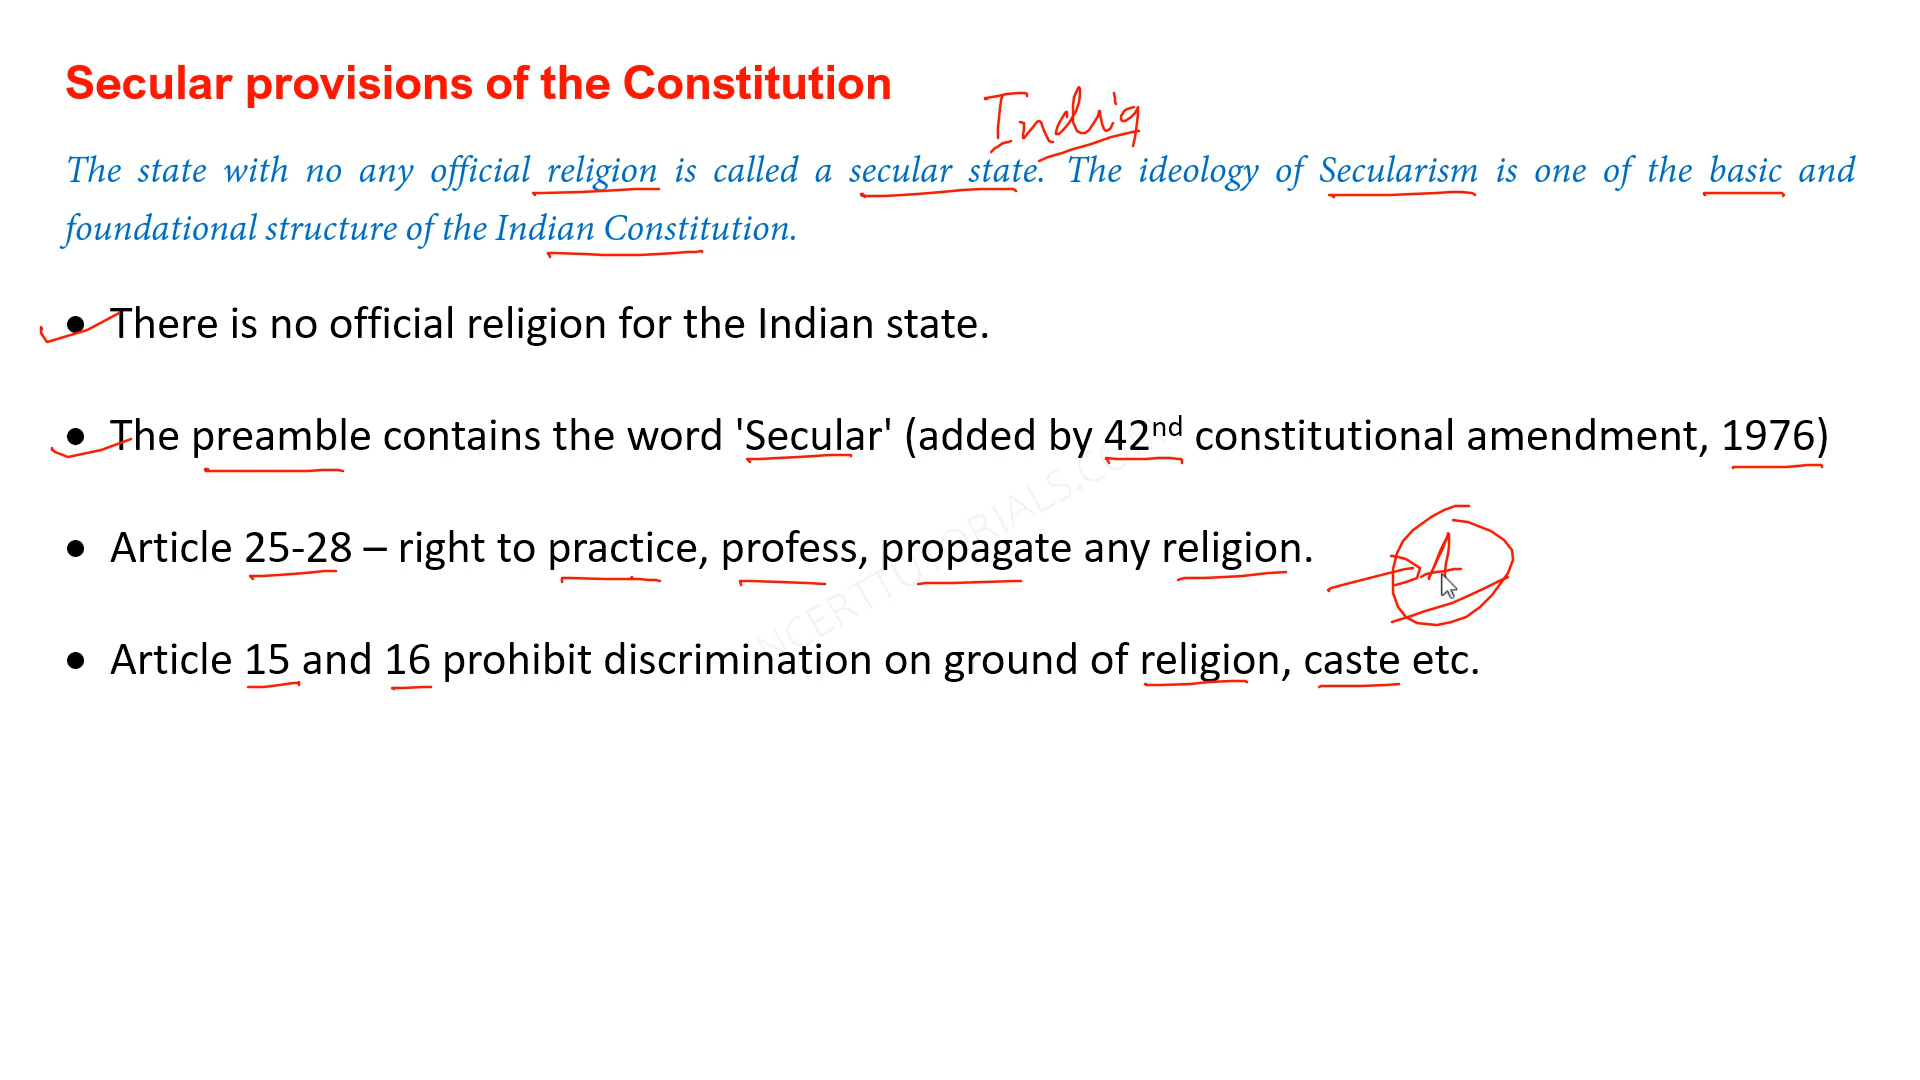 Secular provisions of the Constitution
India
The state with no any official religion is called a secular state. The ideology of Secularism is one of the basic and
foundational structure of the Indian Constitution.
• There is no official religion for the Indian state.
• The preamble contains the word 'Secular' (added by 42nd constitutional amendment, 1976)
• Article 25-28 – right to practice, profess, propagate any religion.
A
• Article 15 and 16 prohibit discrimination on ground of religion, caste etc.
NCERTTUTORIALS.COM